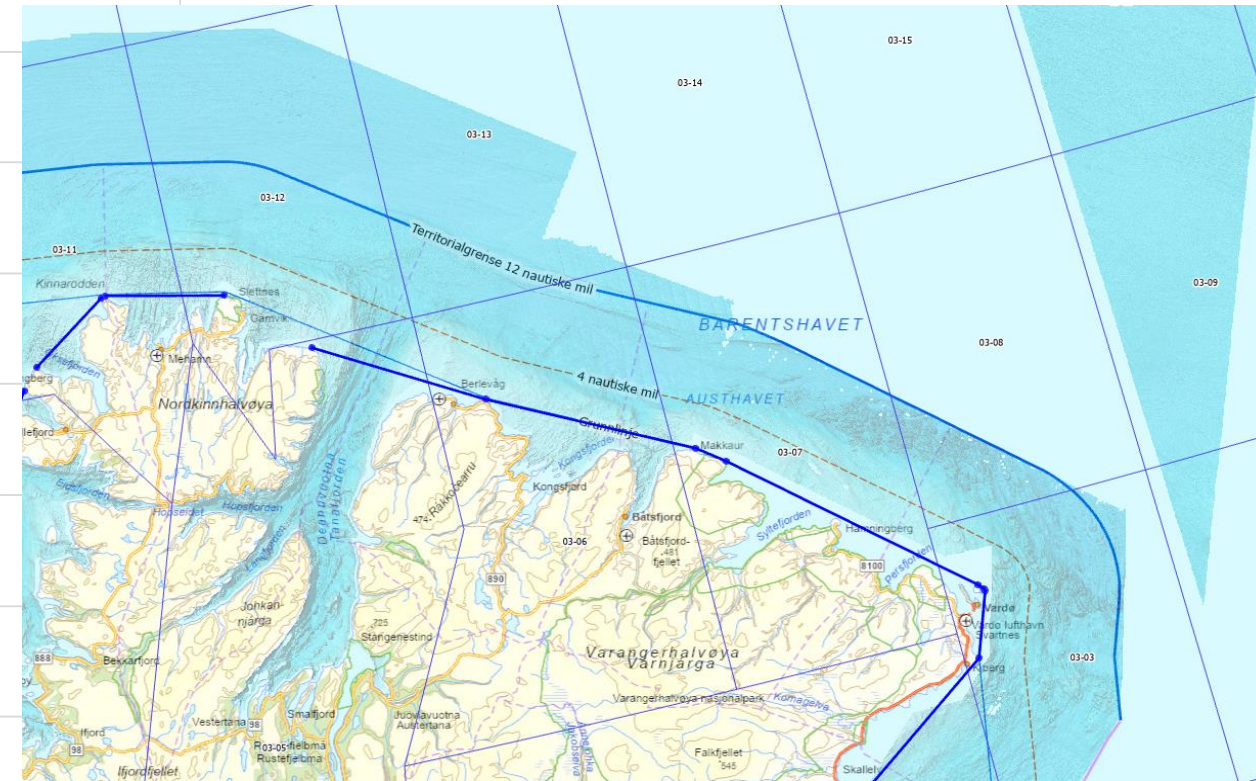 03-15
03-14
03-13
03-12
03-11
03-09
03-08
03-07
03-06
03-03
Territorialgrense 12 nautiske mil
BARENTSHAVET
4 nautiske mil
AUSTHAVET
Kinnarodden
Slettnes
Gamvik
Mehamn
Nordkinnhalvøya
Berlevåg
Grunnlinje
Makkaur
Kongsfjorden
Kongsfjord
Rákkočearru
474
Båtsfjord
Båtsfjord-
fjellet
481
Syltefjorden
Hamningberg
Persfjorden
8100
890
Vardø
Vardø lufthavn
Svartnes
Kiberg
Eidsfjorden
Hopseidet
Hopsfjorden
Langfjorden
Deanuvuotna
Tanafjorden
Johkan-
njárga
725
Stangenestind
Varangerhalvøya
Várnjárga
Varangerhalvøya nasjonalpark
Komagelva
888
Bekkarfjord
Vestertana
98
Smalfjord
Juovlavuotna
Austertana
Ifjord
98
03-05
Rustefjelbma
Ifjordfjellet
Falkfjellet
545
Skallelv